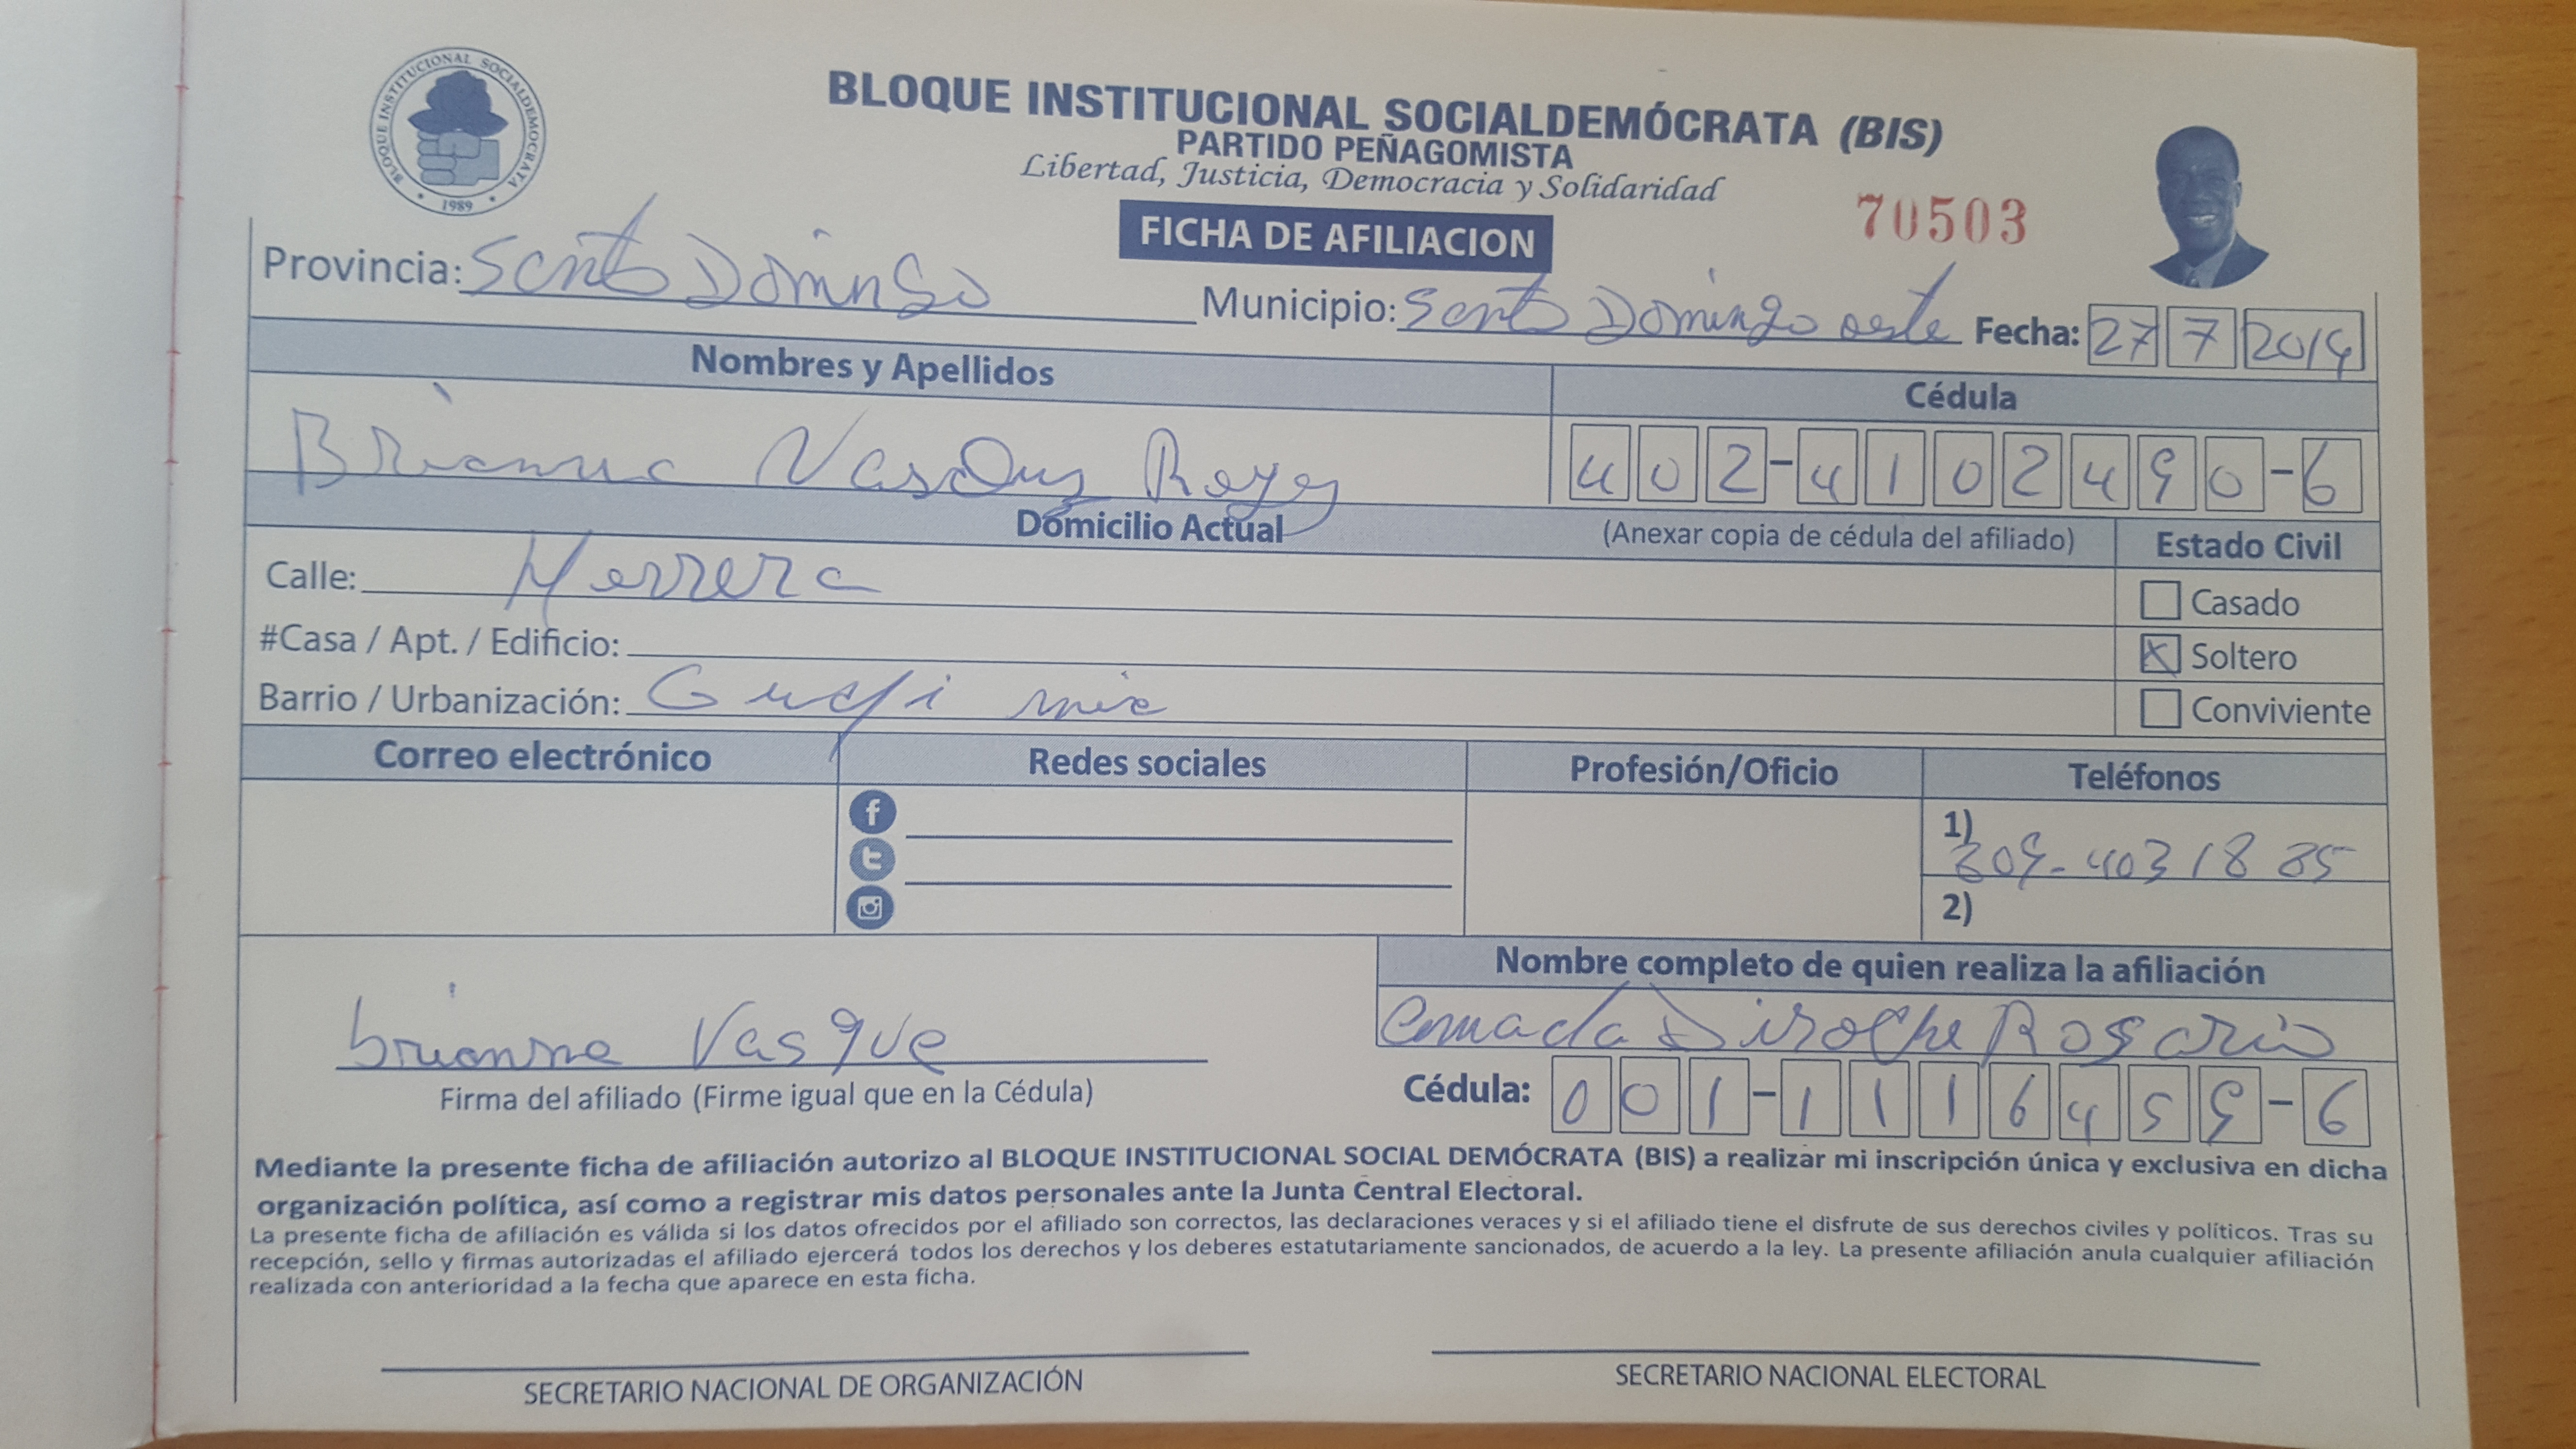 BLOQUE INSTITUCIONAL SOCIALDEMOCRATA
1989
BLOQUE INSTITUCIONAL SOCIALDEMÓCRATA (BIS)
PARTIDO PEÑAGOMISTA
Libertad, Justicia, Democracia y Solidaridad
FICHA DE AFILIACION
70503
Provincia: Santo Domingo
Municipio: Santo Domingo oeste Fecha: 27 7 2019
Nombres y Apellidos Cédula
Brianna Vasquez Reyes 402-4102490-6
Domicilio Actual (Anexar copia de cédula del afiliado) Estado Civil
Calle: Herrera
Casado
#Casa / Apt. / Edificio:
X Soltero
Barrio / Urbanización:
Conviviente
Correo electrónico Redes sociales Profesión/Oficio Teléfonos
1) 809-403 18 85
2)
Nombre completo de quien realiza la afiliación
brianna Vasque
Rosario
Firma del afiliado (Firme igual que en la Cédula)
Cédula: 001-1116459-6
Mediante la presente ficha de afiliación autorizo al BLOQUE INSTITUCIONAL SOCIAL DEMÓCRATA (BIS) a realizar mi inscripción única y exclusiva en dicha
organización política, así como a registrar mis datos personales ante la Junta Central Electoral.
La presente ficha de afiliación es válida si los datos ofrecidos por el afiliado son correctos, las declaraciones veraces y si el afiliado tiene el disfrute de sus derechos civiles y políticos. Tras su
recepción, sello y firmas autorizadas el afiliado ejercerá todos los derechos y los deberes estatutariamente sancionados, de acuerdo a la ley. La presente afiliación anula cualquier afiliación
realizada con anterioridad a la fecha que aparece en esta ficha.
SECRETARIO NACIONAL DE ORGANIZACIÓN
SECRETARIO NACIONAL ELECTORAL